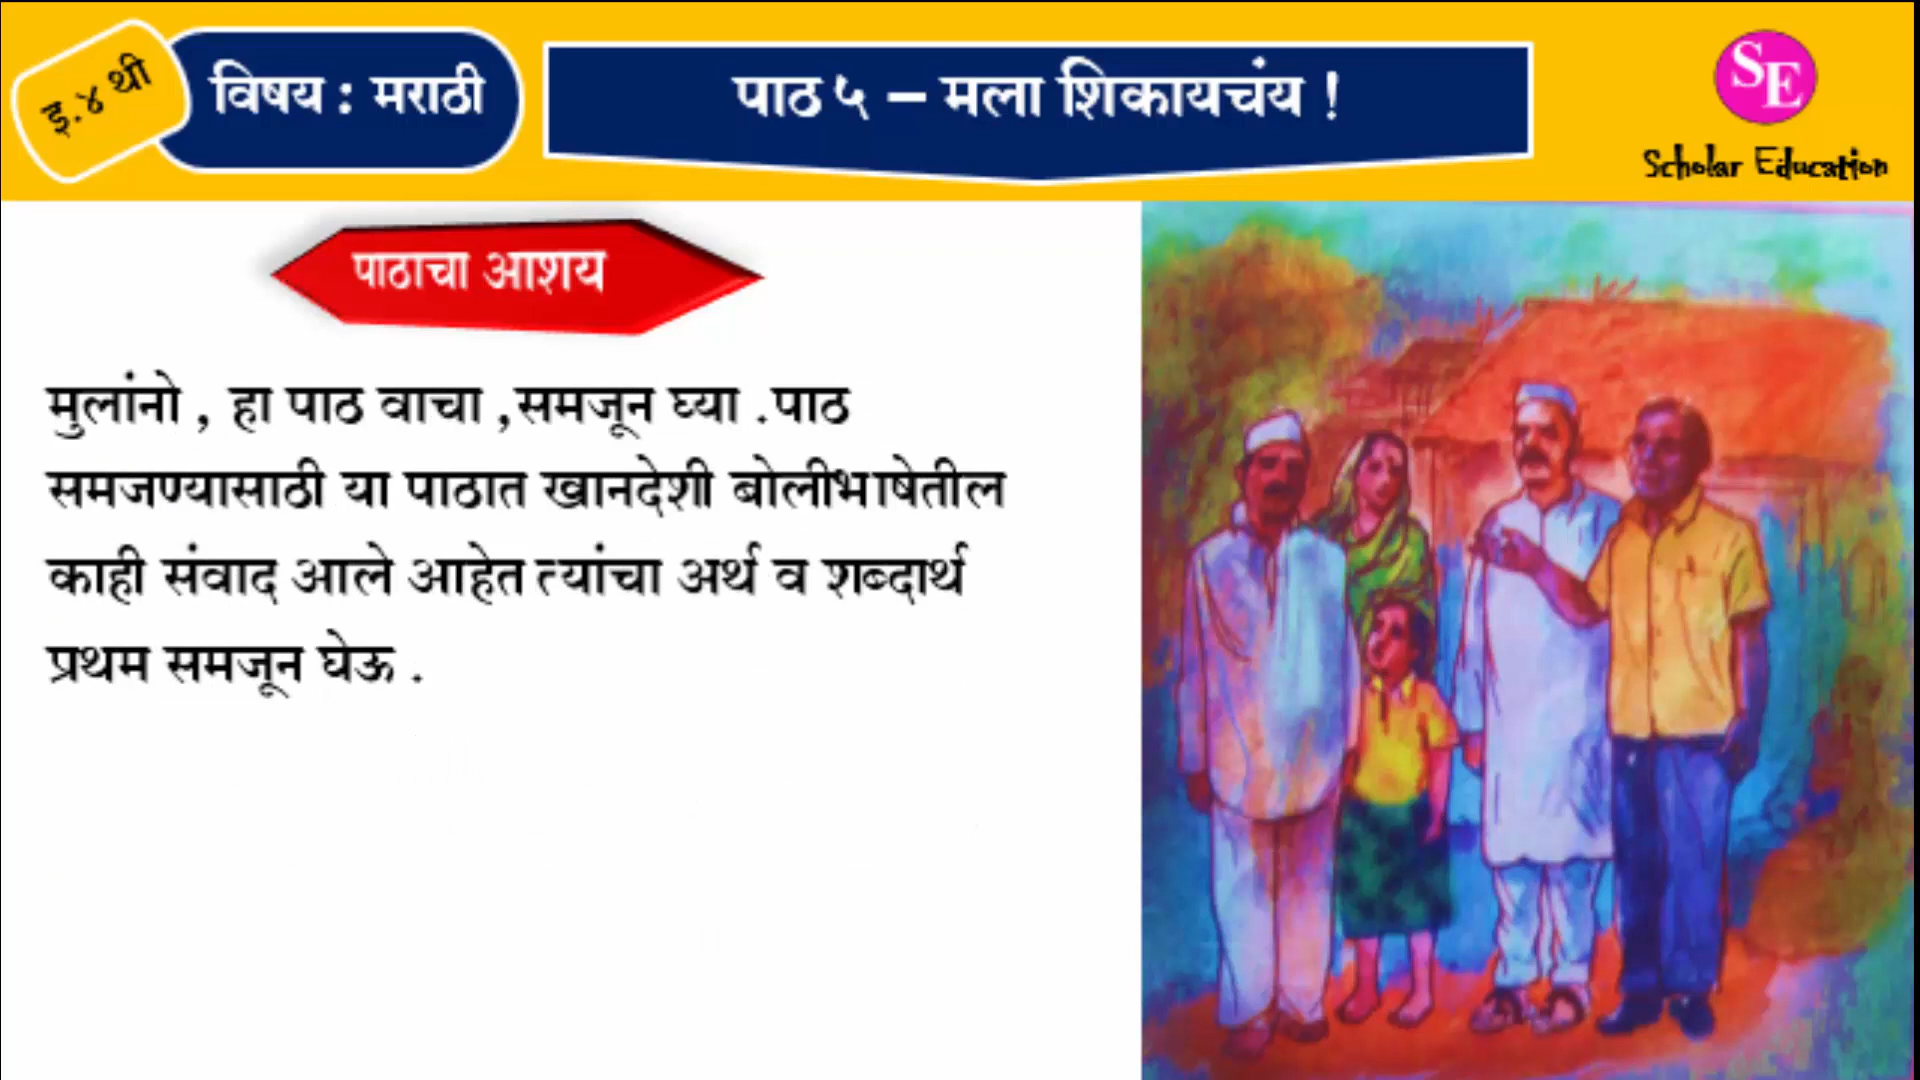 इ.४ थी
विषय : मराठी
पाठ ५ – मला शिकायचंय !
SE
Scholar Education
पाठाचा आशय
मुलांनो , हा पाठ वाचा ,समजून घ्या .पाठ
समजण्यासाठी या पाठात खानदेशी बोलीभाषेतील
काही संवाद आले आहेत त्यांचा अर्थ व शब्दार्थ
प्रथम समजून घेऊ .